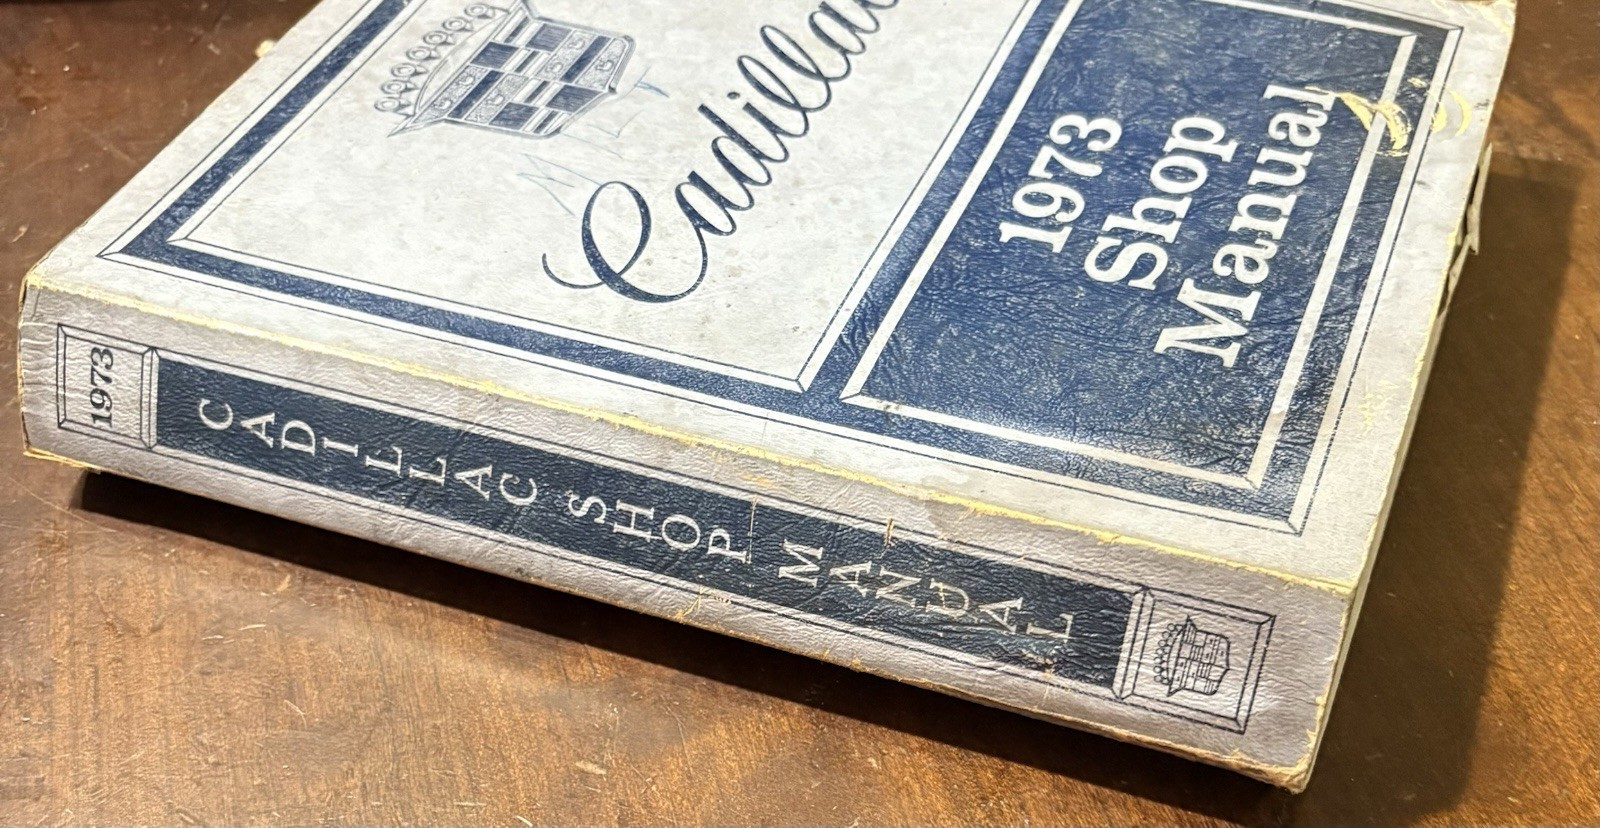 Cadillac
1973
Shop
Manual
1973
CADILLAC SHOP MANUAL